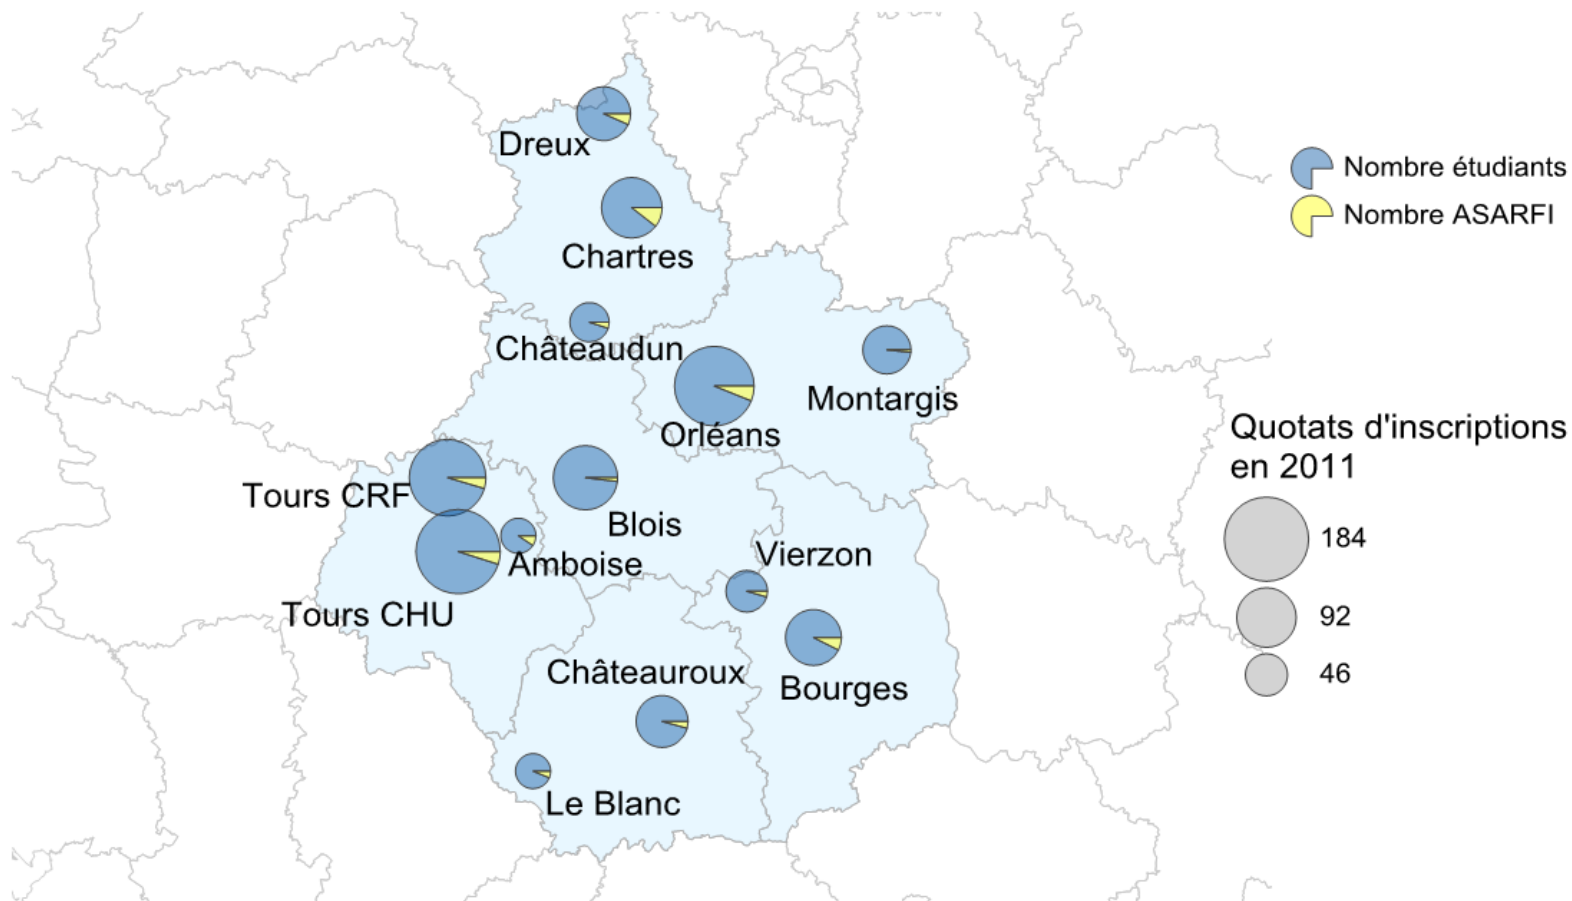 Dreux
Nombre étudiants
Nombre ASARFI
Chartres
Châteaudun
Montargis
Orléans
Quotats d'inscriptions
en 2011
Tours CRF
Blois
184
Vierzon
Amboise
Tours CHU
92
Châteauroux
46
Bourges
Le Blanc